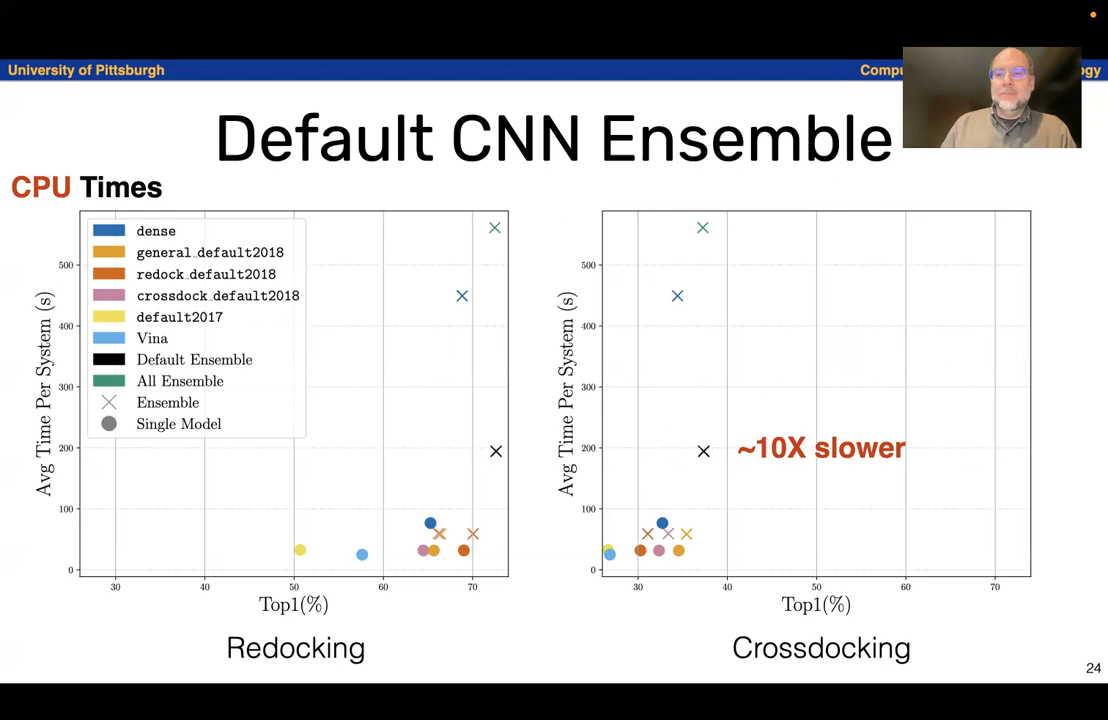 University of Pittsburgh
Compu
gy
Default CNN Ensemble
CPU Times
dense
general_default2018
redock_default2018
crossdock_default2018
default2017
Vina
Default Ensemble
All Ensemble
Ensemble
Single Model
Avg Time Per System (s)
500
400
300
200
100
0
30 40 50 60 70
Top1(%)
Redocking
Avg Time Per System (s)
500
400
300
200
100
0
~10X slower
30 40 50 60 70
Top1(%)
Crossdocking
24